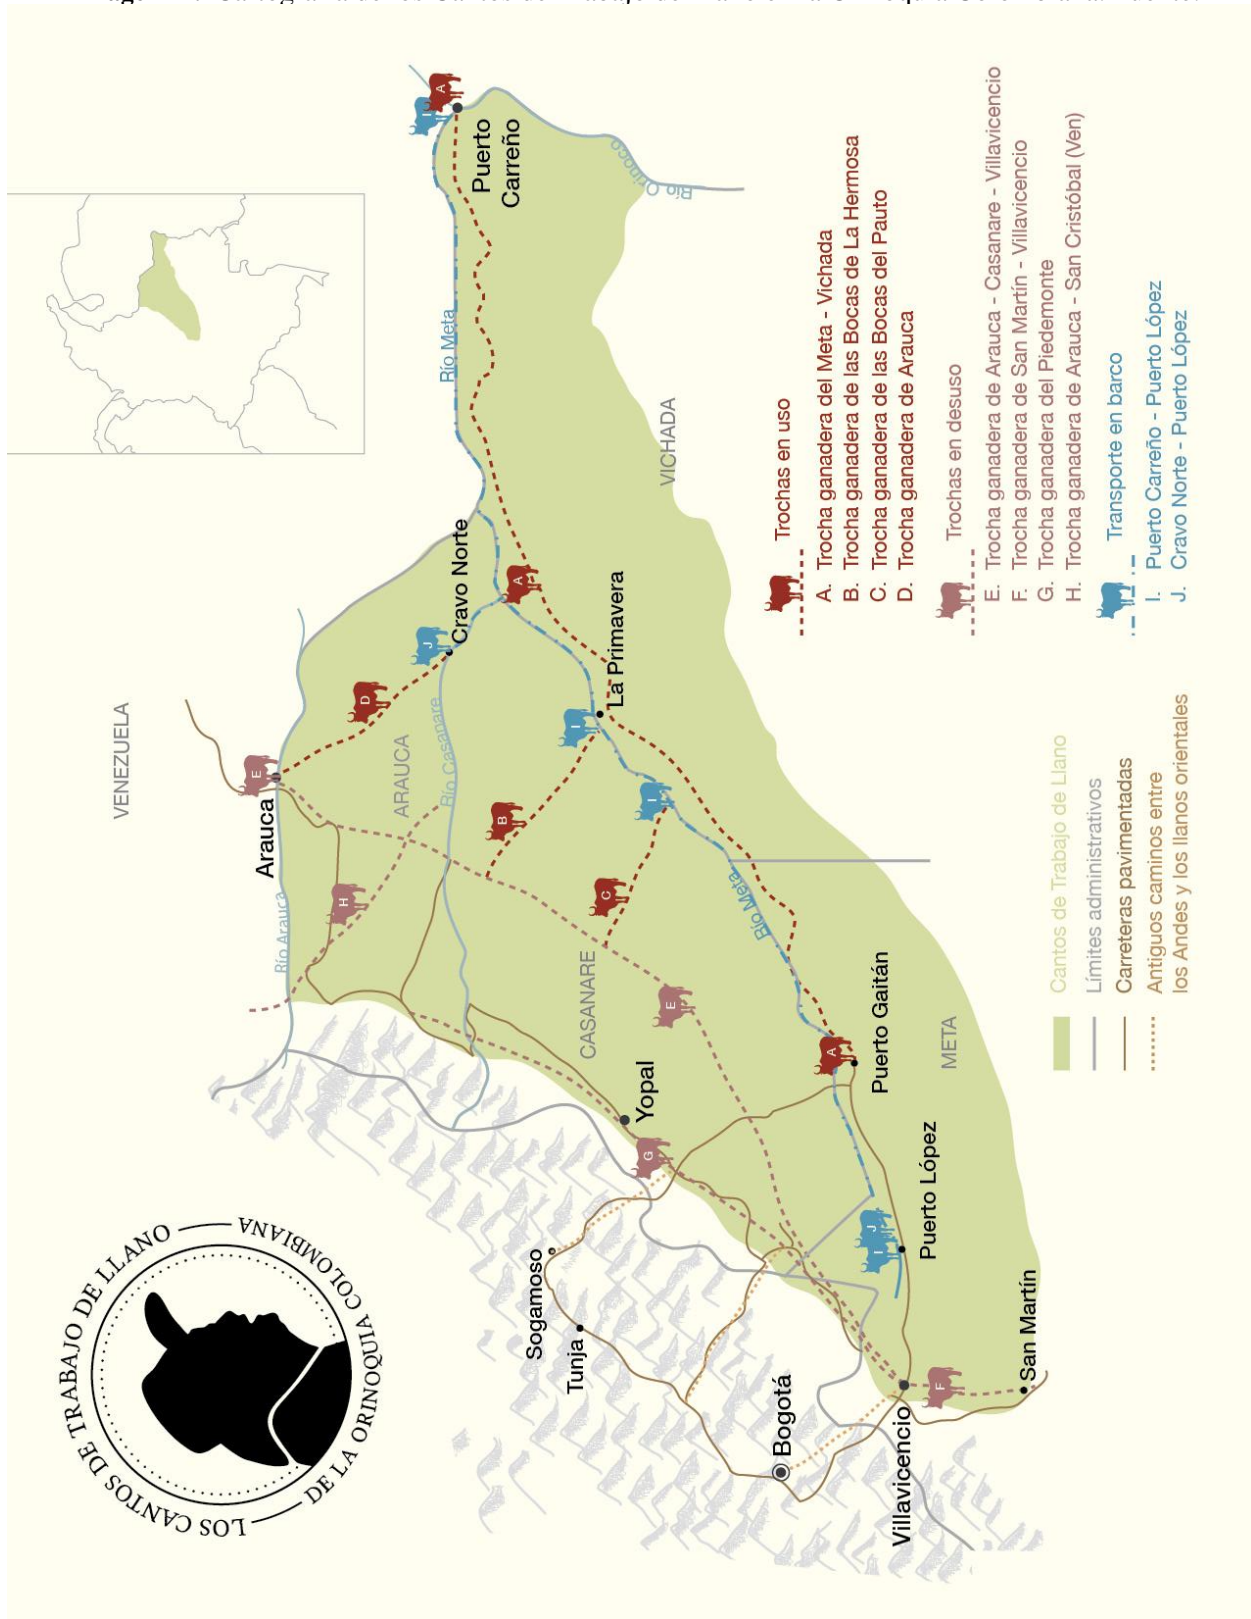 LOS CANTOS DE TRABAJO DE LLANO
DE LA ORINOQUIA COLOMBIANA
VENEZUELA
Arauca
E
Río Arauca
H
D
ARAUCA
Río Casanare
J
Cravo Norte
Río Meta
I
A
Puerto
Carreño
Río Orinoco
A
B
I
La Primavera
VICHADA
C
I
CASANARE
E
Río Meta
Yopal
G
Sogamoso
Tunja
Bogotá
A
Puerto Gaitán
META
I
J
Puerto López
Villavicencio
F
San Martín
Cantos de Trabajo de Llano
Límites administrativos
Carreteras pavimentadas
Antiguos caminos entre
los Andes y los llanos orientales
Trochas en uso
A. Trocha ganadera del Meta - Vichada
B. Trocha ganadera de las Bocas de La Hermosa
C. Trocha ganadera de las Bocas del Pauto
D. Trocha ganadera de Arauca
Trochas en desuso
E. Trocha ganadera de Arauca - Casanare - Villavicencio
F. Trocha ganadera de San Martín - Villavicencio
G. Trocha ganadera del Piedemonte
H. Trocha ganadera de Arauca - San Cristóbal (Ven)
Transporte en barco
I. Puerto Carreño - Puerto López
J. Cravo Norte - Puerto López